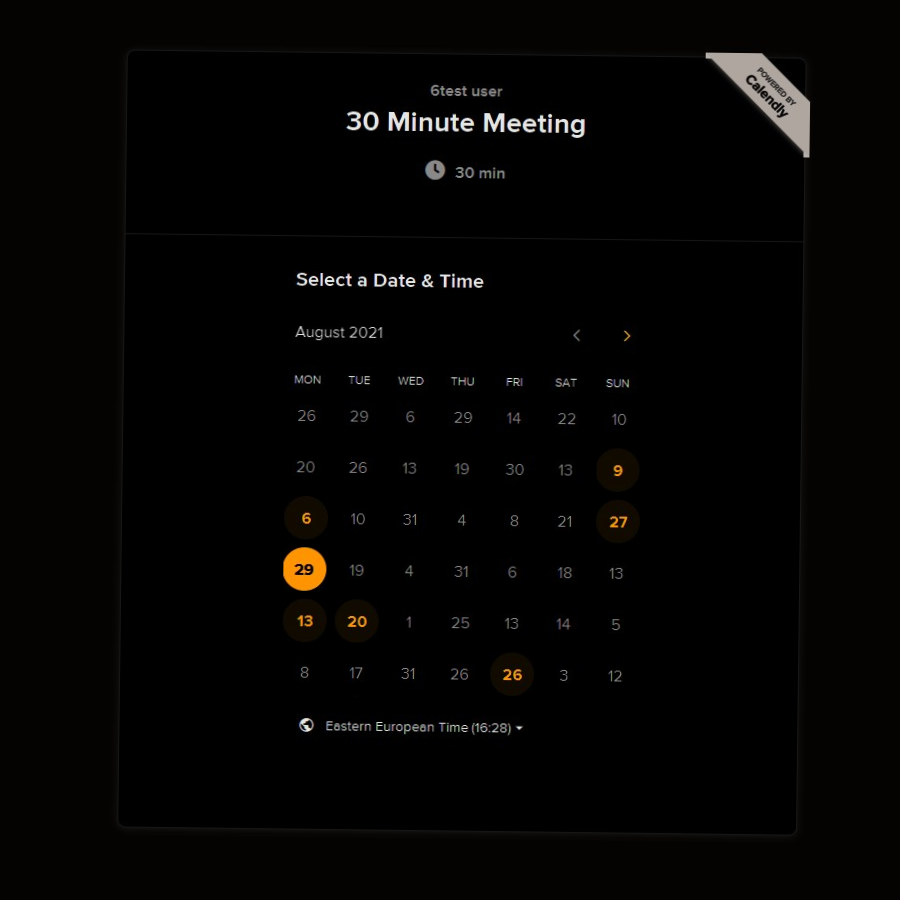 POWERED BY
Calendly
6test user
30 Minute Meeting
30 min
Select a Date & Time
August 2021
MON TUE WED THU FRI SAT SUN
26 29 6 29 14 22 10
20 26 13 19 30 13 9
6 10 31 4 8 21 27
29 19 4 31 6 18 13
13 20 1 25 13 14 5
8 17 31 26 26 3 12
Eastern European Time (16:28)